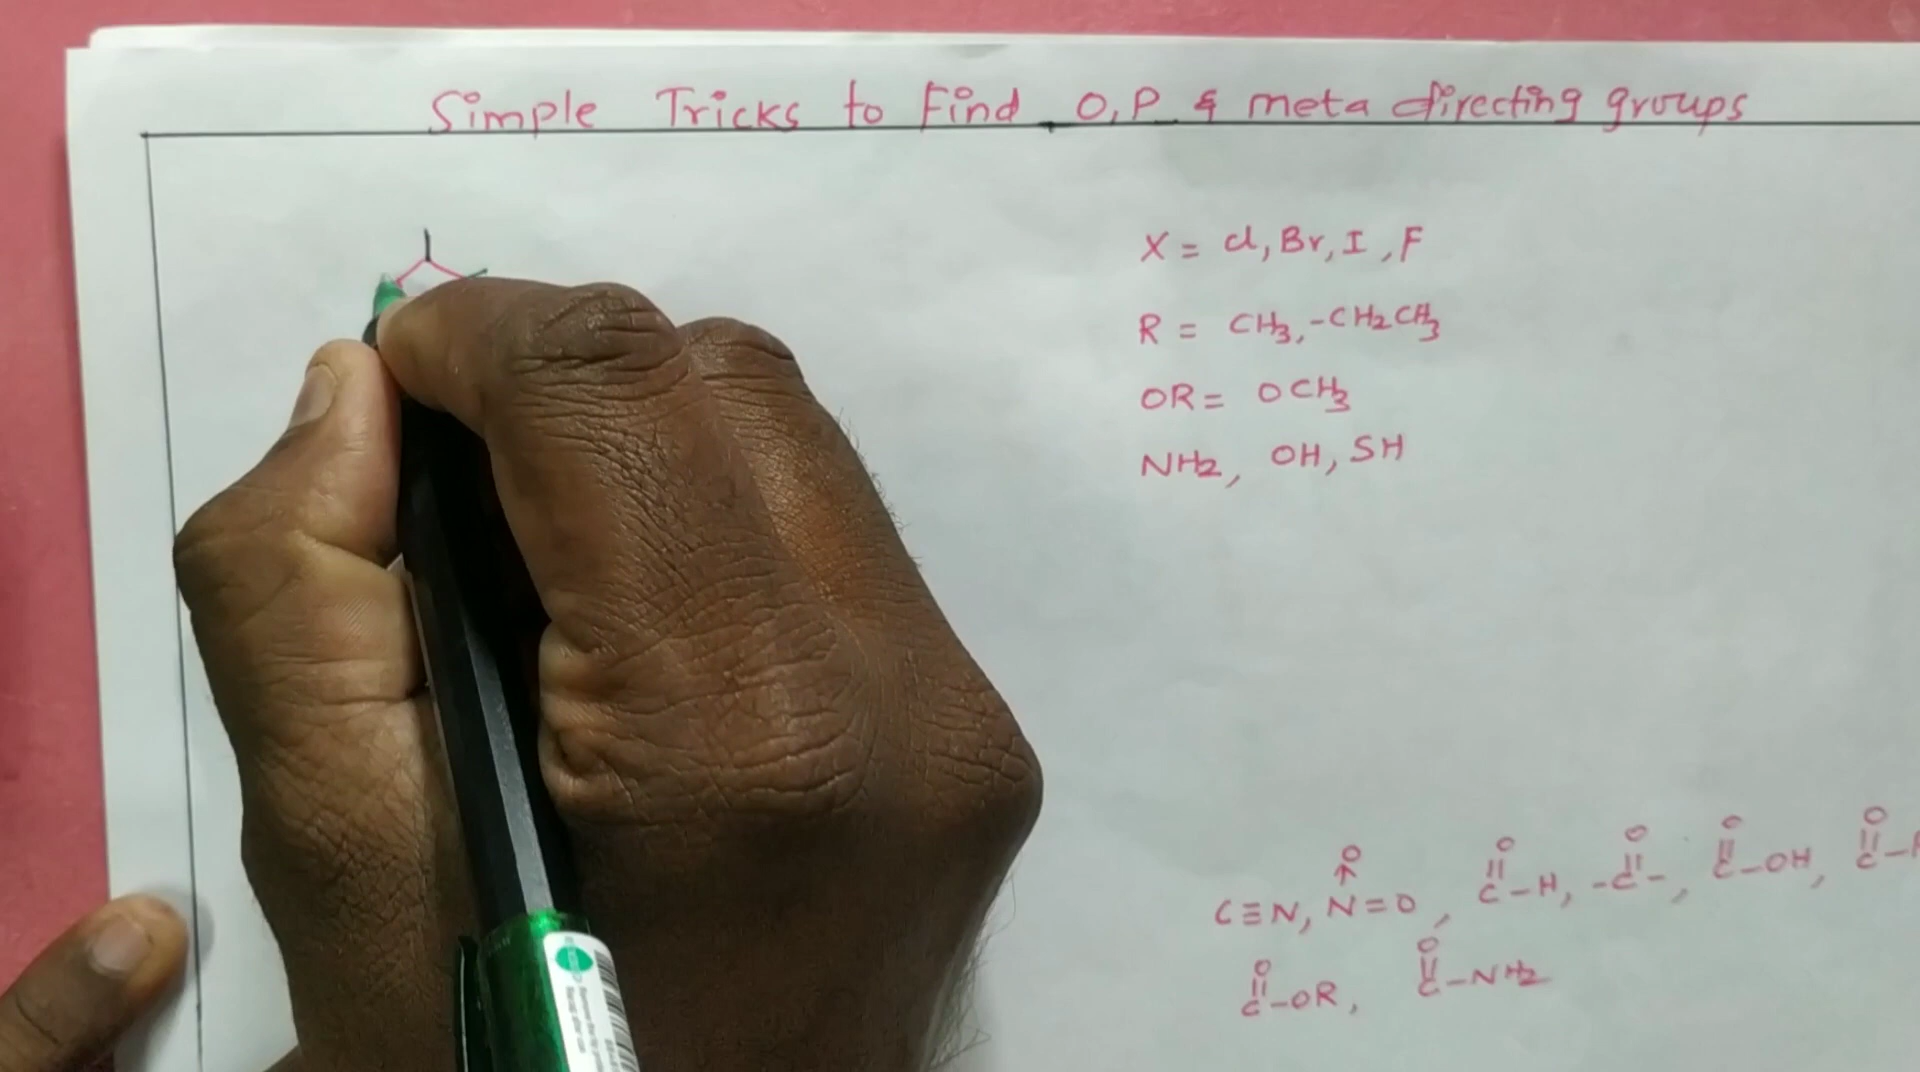 Simple Tricks to Find O,P & meta directing groups
X = Cl, Br, I, F
R = CH3, -CH2CH3
OR = OCH3
NH2, OH, SH
O O O O O O
C≡N, N=O, C-H, -C-, C-OH, C-
O O
C-OR, C-NH2